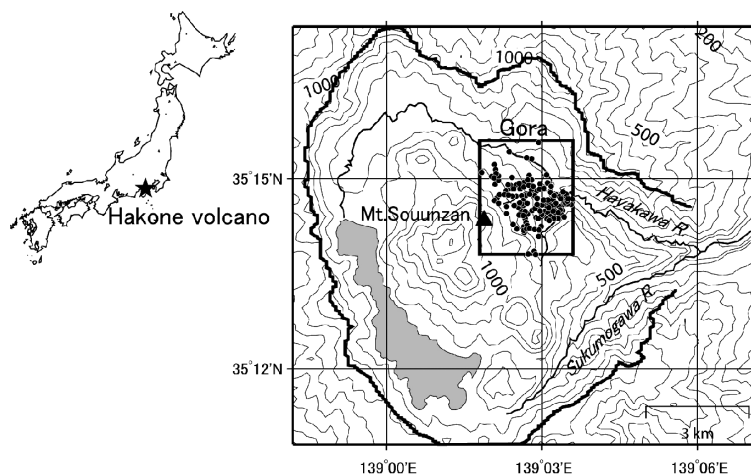 Hakone volcano
1000
1000
200
500
Gora
35°15'N
Hayakawa R
Mt.Souunzan
1000
500
Sukumogawa R
35°12'N
3 km
139°00'E
139°03'E
139°06'E